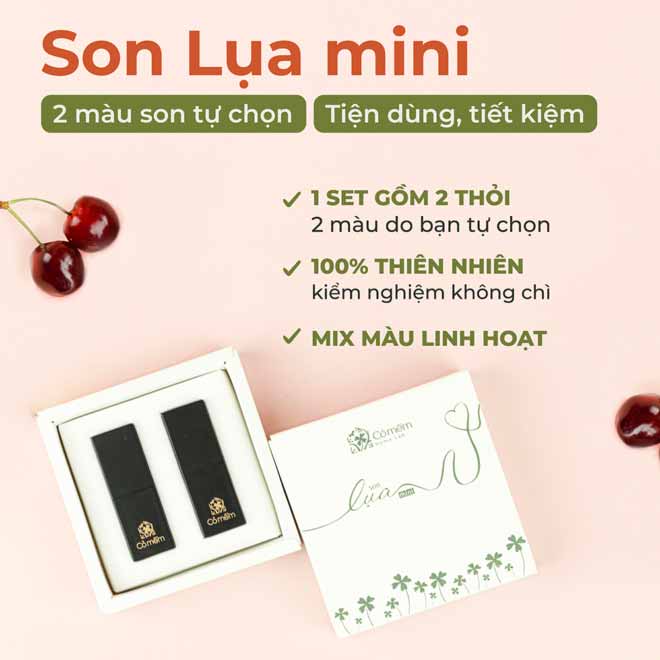 Son Lụa mini
2 màu son tự chọn
Tiện dùng, tiết kiệm
1 SET GỒM 2 THỎI
2 màu do bạn tự chọn
100% THIÊN NHIÊN
kiểm nghiệm không chì
MIX MÀU LINH HOẠT
Cỏ mềm
HOME LAB
SON
lụa
mini
Cỏ mềm
Cỏ mềm